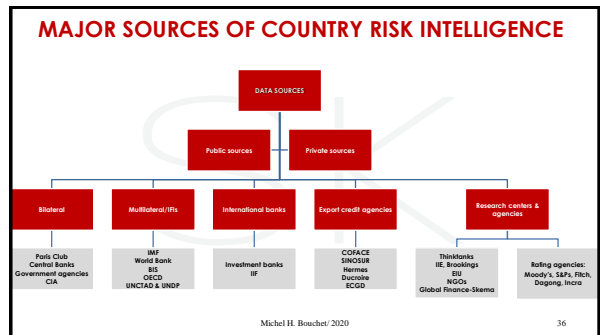 MAJOR SOURCES OF COUNTRY RISK INTELLIGENCE
DATA SOURCES
Public sources
Private sources
Bilateral
Multilateral/IFIs
International banks
Export credit agencies
Research centers &
agencies
Paris Club
Central Banks
Government agencies
CIA
IMF
World Bank
BIS
OECD
UNCTAD & UNDP
Investment banks
IIF
COFACE
SINOSUR
Hermes
Ducroire
ECGD
Thinktanks
IIE, Brookings
EIU
NGOs
Global Finance-Skema
Rating agencies:
Moody's, S&Ps, Fitch,
Dagong, Incra
Michel H. Bouchet/ 2020
36